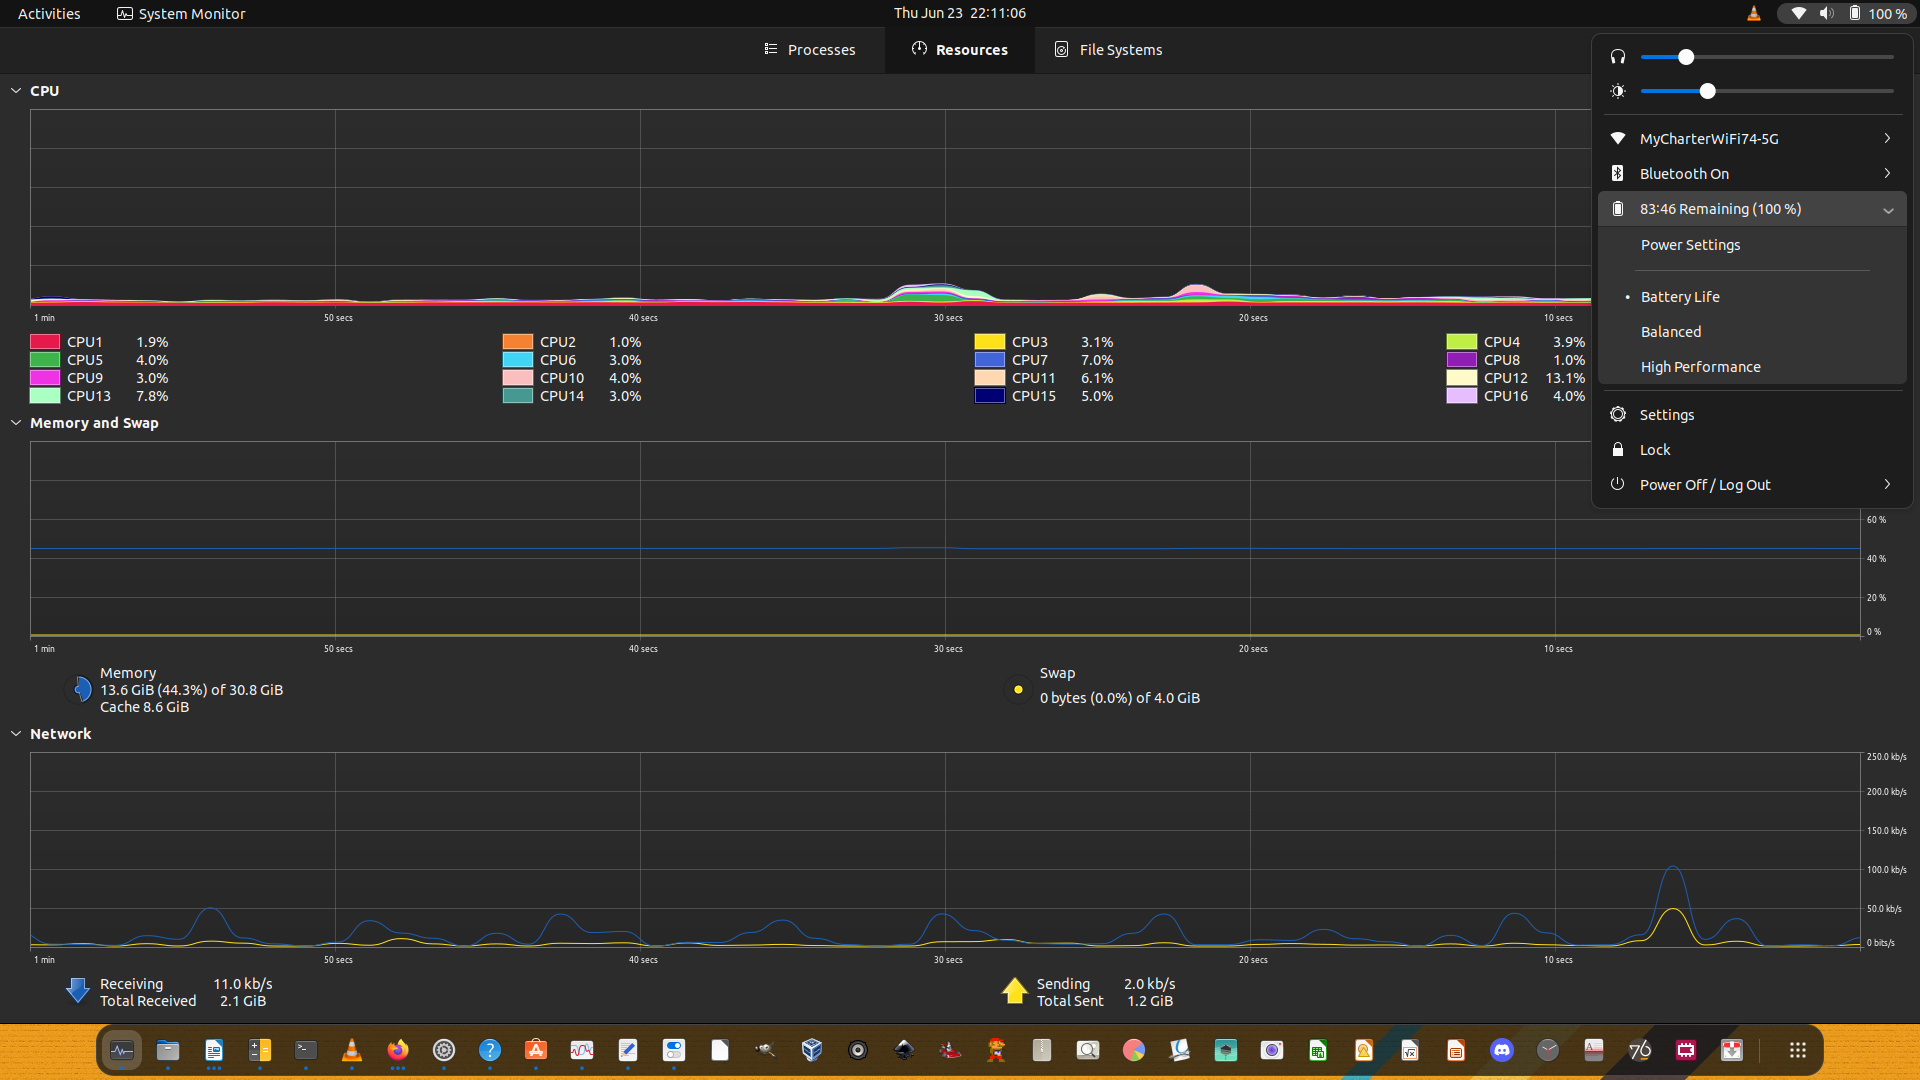 Activities
System Monitor
Thu Jun 23 22:11:06
100 %
Processes
Resources
File Systems
CPU
1 min
50 secs
40 secs
30 secs
20 secs
10 secs
CPU1 1.9%
CPU2 1.0%
CPU3 3.1%
CPU4 3.9%
CPU5 4.0%
CPU6 3.0%
CPU7 7.0%
CPU8 1.0%
CPU9 3.0%
CPU10 4.0%
CPU11 6.1%
CPU12 13.1%
CPU13 7.8%
CPU14 3.0%
CPU15 5.0%
CPU16 4.0%
MyCharterWiFi74-5G
Bluetooth On
83:46 Remaining (100 %)
Power Settings
Battery Life
Balanced
High Performance
Settings
Lock
Power Off / Log Out
Memory and Swap
60 %
40 %
20 %
0 %
1 min
50 secs
40 secs
30 secs
20 secs
10 secs
Memory
13.6 GiB (44.3%) of 30.8 GiB
Cache 8.6 GiB
Swap
0 bytes (0.0%) of 4.0 GiB
Network
250.0 kb/s
200.0 kb/s
150.0 kb/s
100.0 kb/s
50.0 kb/s
0 bits/s
1 min
50 secs
40 secs
30 secs
20 secs
10 secs
Receiving 11.0 kb/s
Total Received 2.1 GiB
Sending 2.0 kb/s
Total Sent 1.2 GiB
76